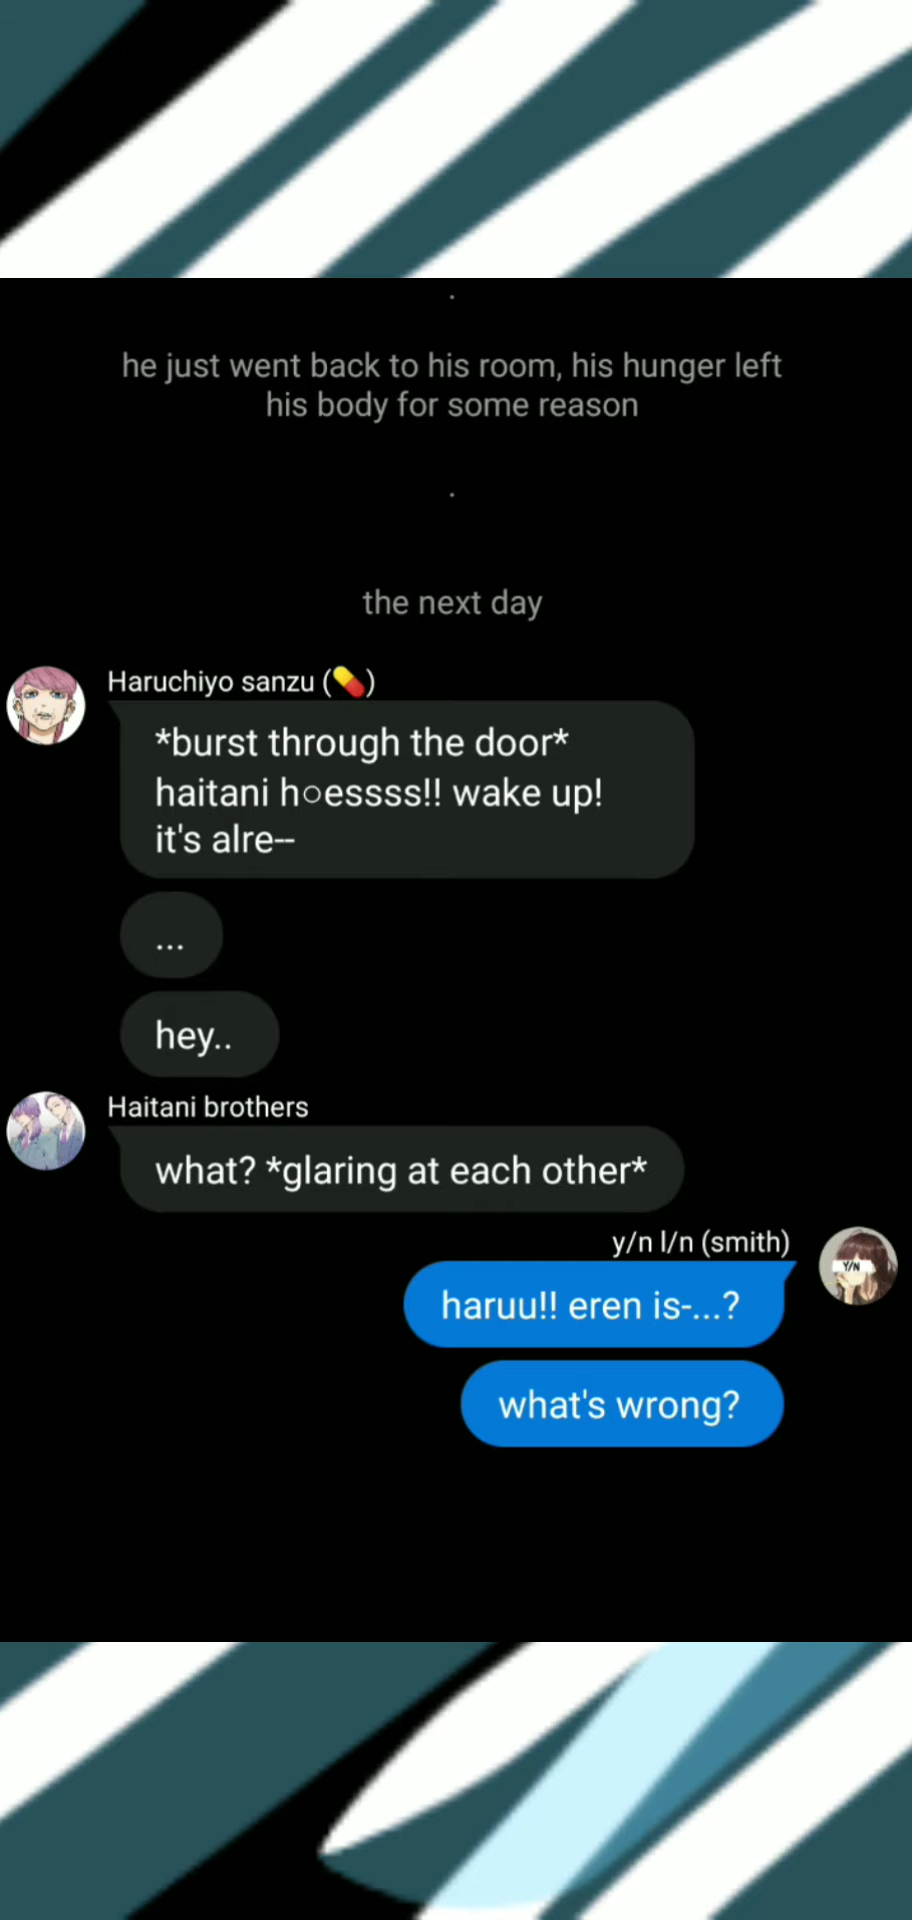 he just went back to his room, his hunger left
his body for some reason
.
the next day
Haruchiyo sanzu (💊)
*burst through the door*
haitani h○essss!! wake up!
it's alre--
...
hey..
Haitani brothers
what? *glaring at each other*
y/n l/n (smith)
Y/N
haruu!! eren is-...?
what's wrong?